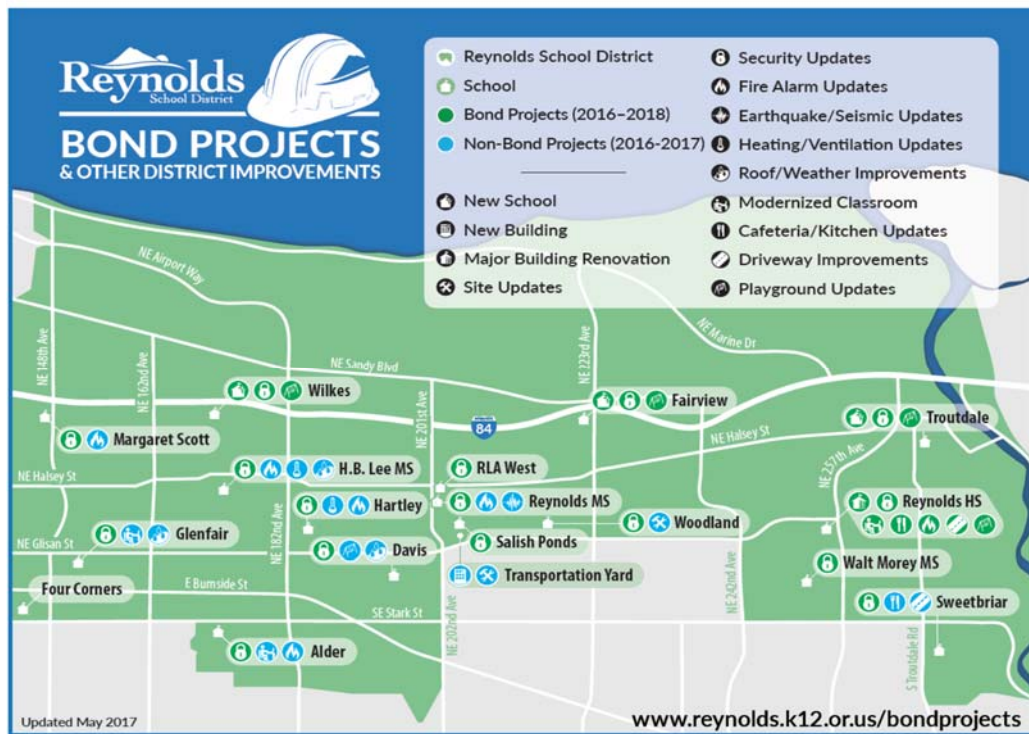 Reynolds
School District
BOND PROJECTS
& OTHER DISTRICT IMPROVEMENTS
Reynolds School District
School
Bond Projects (2016–2018)
Non-Bond Projects (2016-2017)
New School
New Building
Major Building Renovation
Site Updates
Security Updates
Fire Alarm Updates
Earthquake/Seismic Updates
Heating/Ventilation Updates
Roof/Weather Improvements
Modernized Classroom
Cafeteria/Kitchen Updates
Driveway Improvements
Playground Updates
NE Airport Way
NE 148th Ave
NE 162nd Ave
NE Sandy Blvd
NE 223rd Ave
NE Marine Dr
Wilkes
Fairview
Troutdale
NE 201st Ave
84
NE Halsey St
Margaret Scott
NE 257th Ave
NE Halsey St
H.B. Lee MS
RLA West
Hartley
Reynolds MS
Woodland
Reynolds HS
NE 182nd Ave
Glenfair
NE Glisan St
Davis
Salish Ponds
Walt Morey MS
Four Corners
E Burnside St
Transportation Yard
NE 242nd Ave
Sweetbriar
SE Stark St
NE 202nd Ave
S Troutdale Rd
Alder
Updated May 2017
www.reynolds.k12.or.us/bondprojects